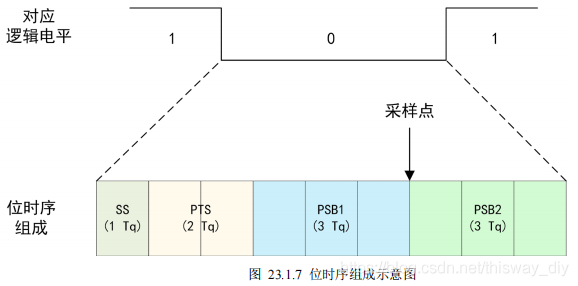 对应
逻辑电平
1
0
1
采样点
位时序
组成
SS
(1 Tq)
PTS
(2 Tq)
PSB1
(3 Tq)
PSB2
(3 Tq)
https://blog.csdn.net/thisway_diy
图 23.1.7 位时序组成示意图